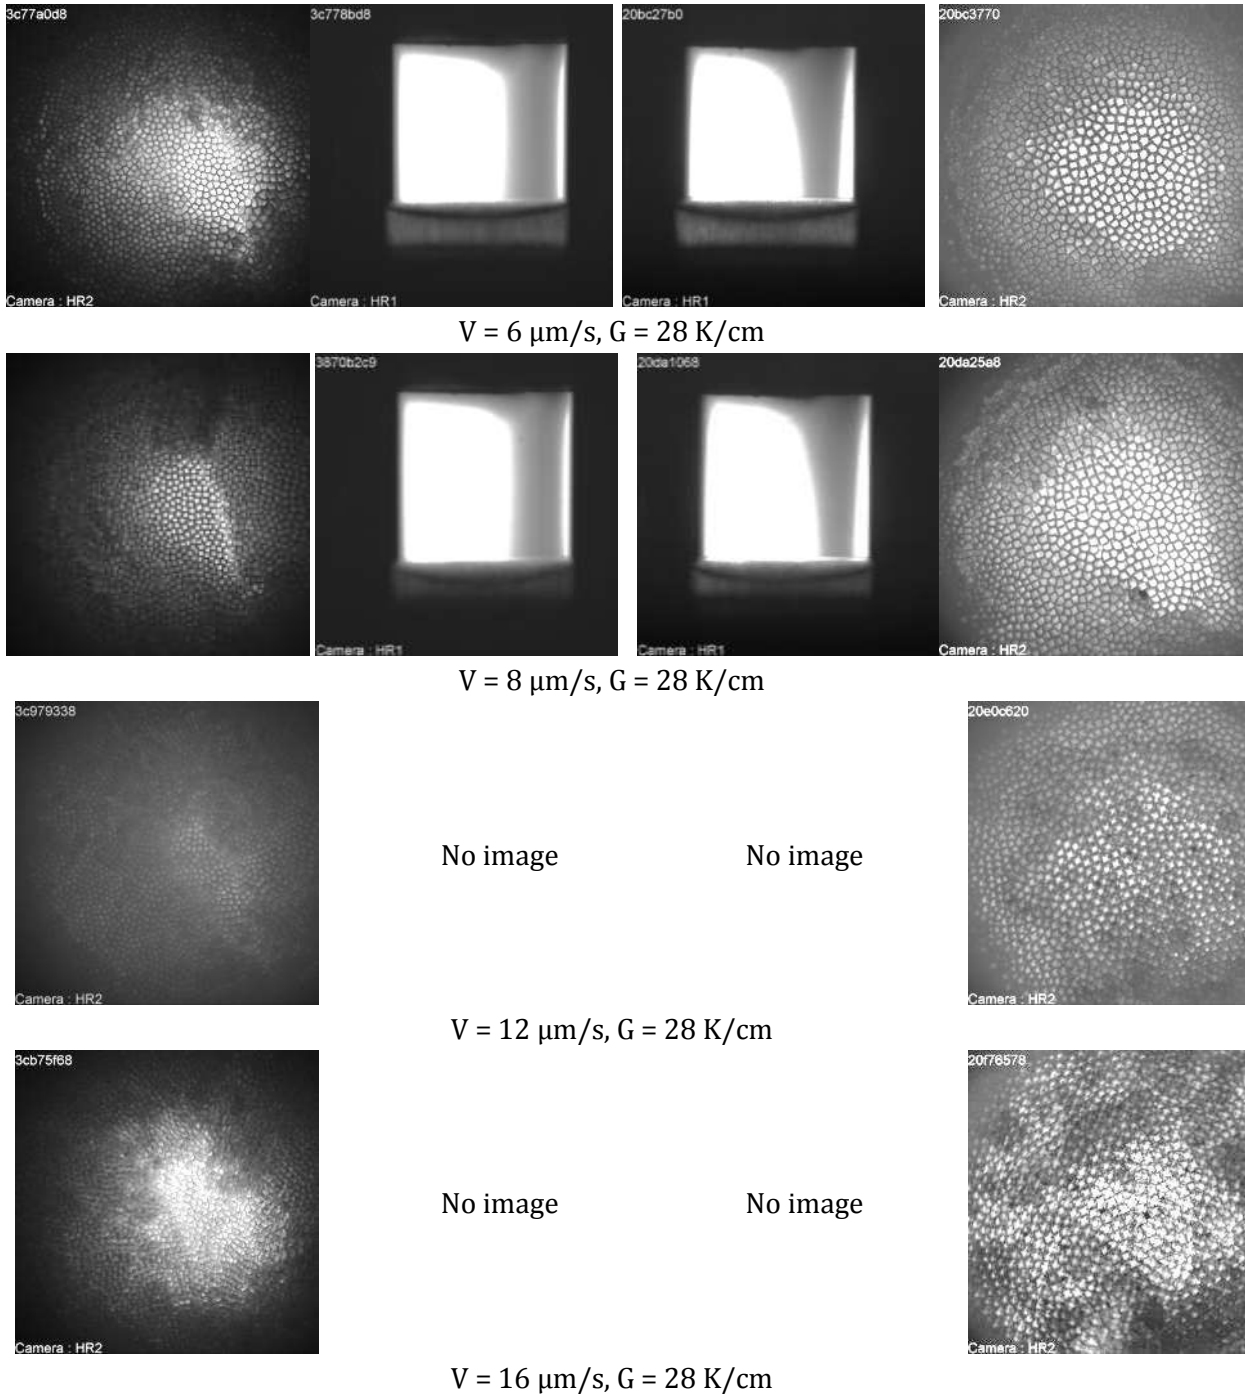 3c77a0d8 3c778bd8 20bc27b0 20bc3770
Camera : HR2 Camera : HR1 Camera : HR1 Camera : HR2
V = 6 μm/s, G = 28 K/cm
3870b2c9 20da1068 20da25a8
Camera : HR1 Camera : HR1 Camera : HR2
V = 8 μm/s, G = 28 K/cm
3c979338 20e0c620
No image No image
Camera : HR2 Camera : HR2
V = 12 μm/s, G = 28 K/cm
3cb75f68 20f76578
No image No image
Camera : HR2 Camera : HR2
V = 16 μm/s, G = 28 K/cm